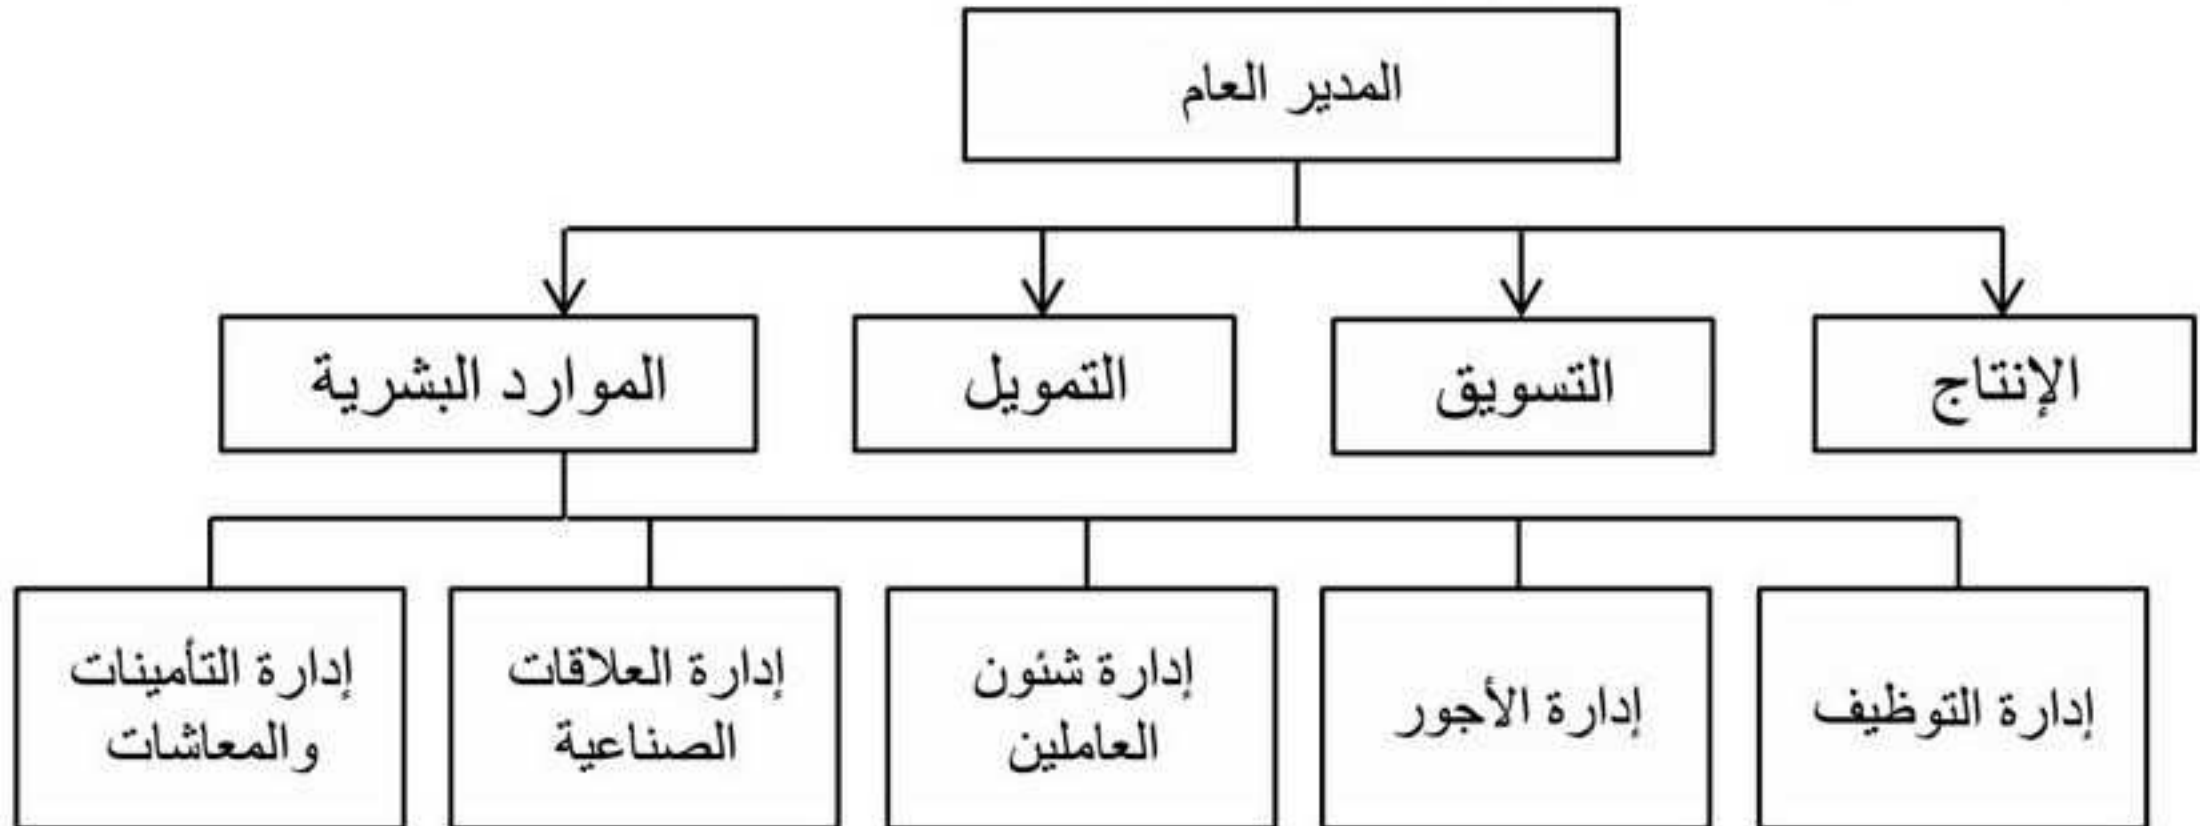 المدير العام
الإنتاج
التسويق
التمويل
الموارد البشرية
إدارة التوظيف
إدارة الأجور
إدارة شئون
العاملين
إدارة العلاقات
الصناعية
إدارة التأمينات
والمعاشات